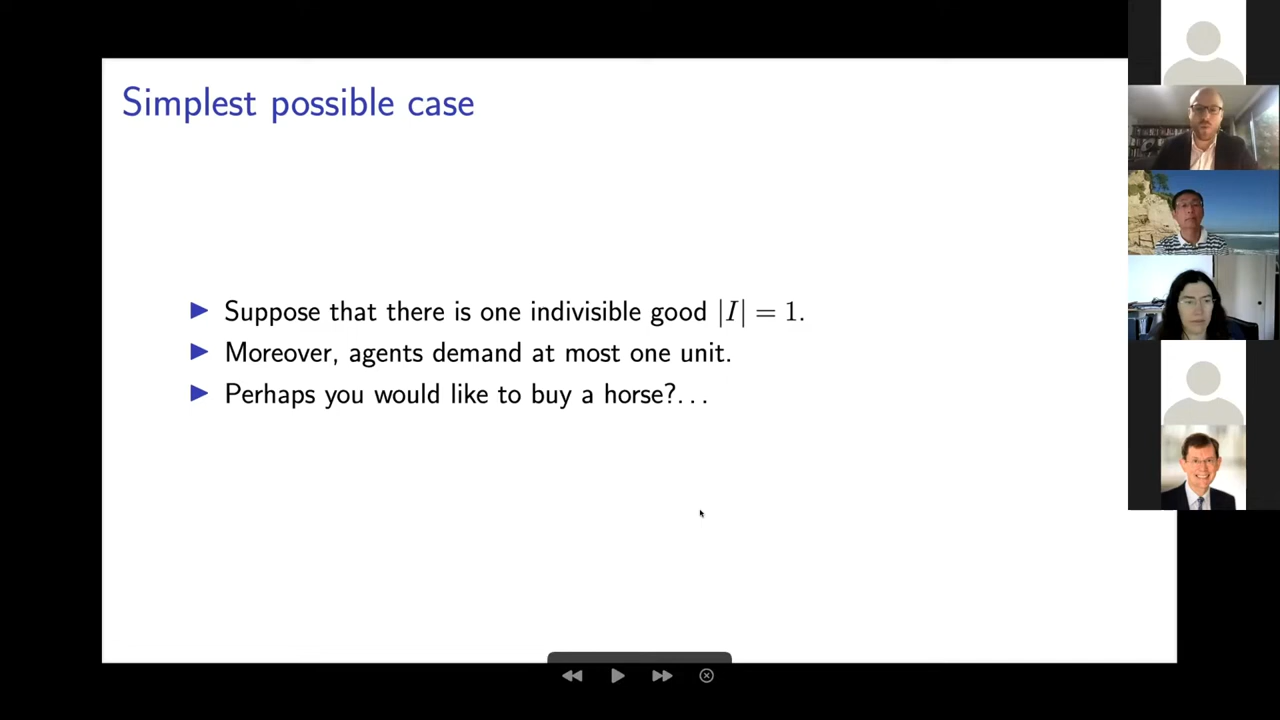 Simplest possible case
▶ Suppose that there is one indivisible good |I| = 1.
▶ Moreover, agents demand at most one unit.
▶ Perhaps you would like to buy a horse?...